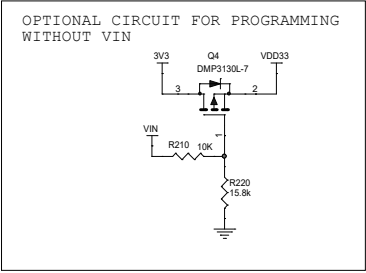 OPTIONAL CIRCUIT FOR PROGRAMMING
WITHOUT VIN
3V3
Q4
VDD33
DMP3130L-7
3
2
1
VIN
R210
10K
R220
15.8k